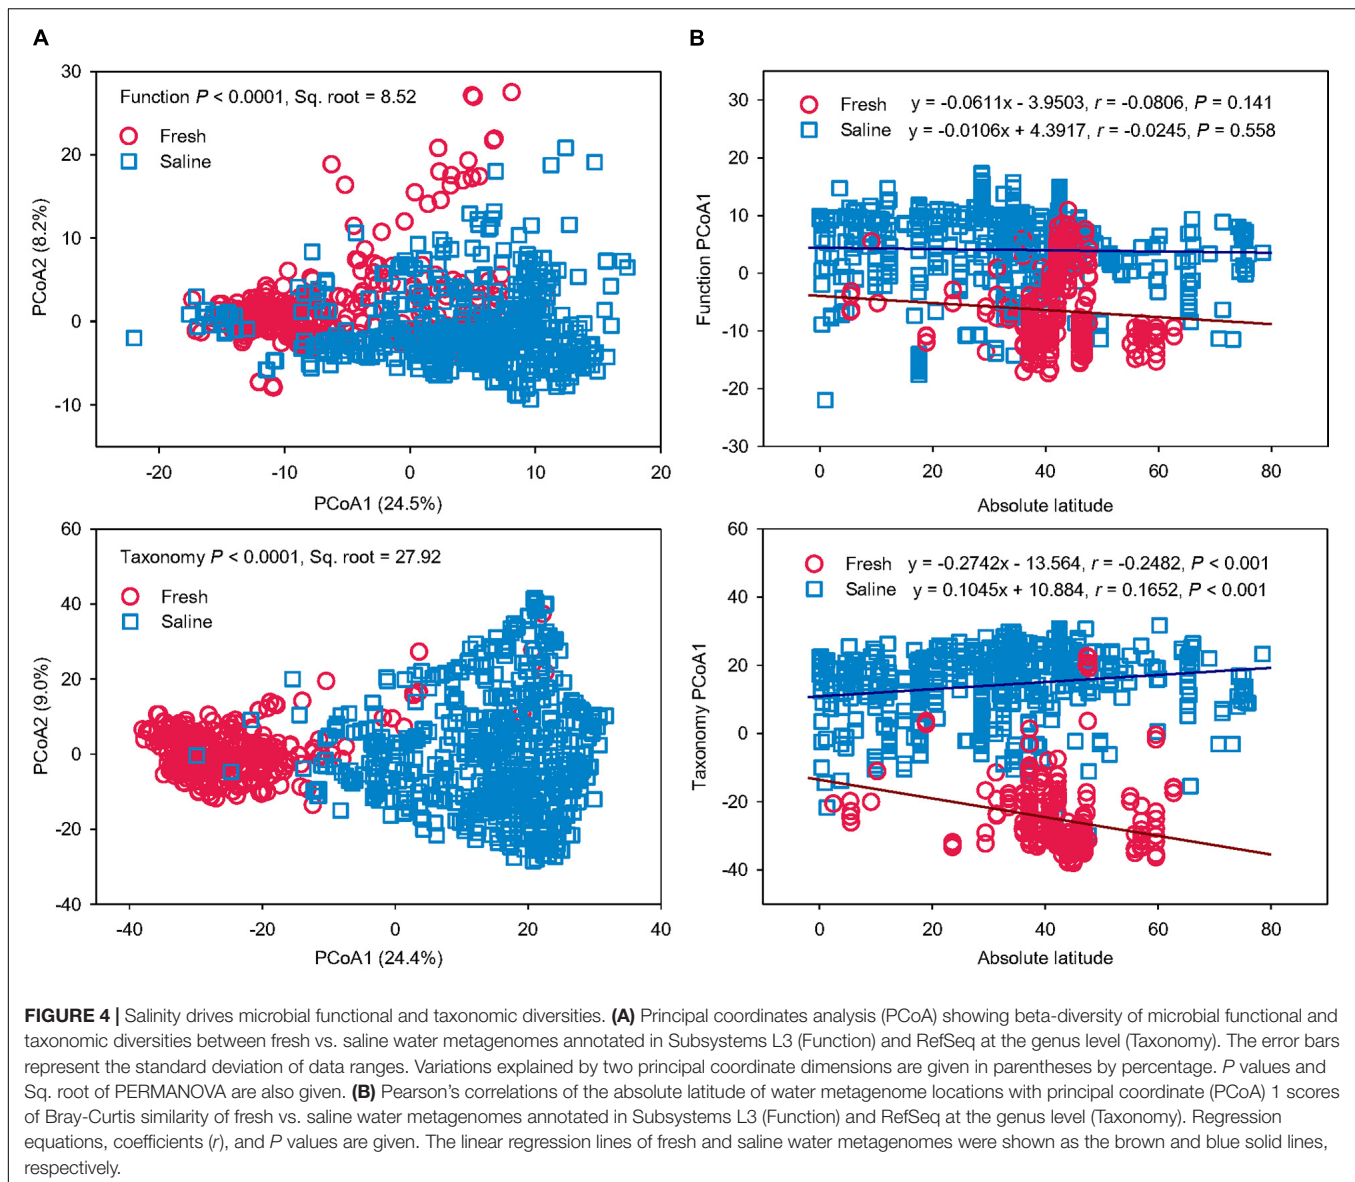 A
Function P < 0.0001, Sq. root = 8.52
Fresh
Saline
30
20
10
0
-10
PCoA2 (8.2%)
-20
-10
0
10
20
PCoA1 (24.5%)
Taxonomy P < 0.0001, Sq. root = 27.92
Fresh
Saline
60
40
20
0
-20
-40
PCoA2 (9.0%)
-40
-20
0
20
40
PCoA1 (24.4%)
B
Fresh y = -0.0611x - 3.9503, r = -0.0806, P = 0.141
Saline y = -0.0106x + 4.3917, r = -0.0245, P = 0.558
30
20
10
0
-10
-20
-30
Function PCoA1
0
20
40
60
80
Absolute latitude
Fresh y = -0.2742x - 13.564, r = -0.2482, P < 0.001
Saline y = 0.1045x + 10.884, r = 0.1652, P < 0.001
60
40
20
0
-20
-40
Taxonomy PCoA1
0
20
40
60
80
Absolute latitude
FIGURE 4 | Salinity drives microbial functional and taxonomic diversities. (A) Principal coordinates analysis (PCoA) showing beta-diversity of microbial functional and
taxonomic diversities between fresh vs. saline water metagenomes annotated in Subsystems L3 (Function) and RefSeq at the genus level (Taxonomy). The error bars
represent the standard deviation of data ranges. Variations explained by two principal coordinate dimensions are given in parentheses by percentage. P values and
Sq. root of PERMANOVA are also given. (B) Pearson's correlations of the absolute latitude of water metagenome locations with principal coordinate (PCoA) 1 scores
of Bray-Curtis similarity of fresh vs. saline water metagenomes annotated in Subsystems L3 (Function) and RefSeq at the genus level (Taxonomy). Regression
equations, coefficients (r), and P values are given. The linear regression lines of fresh and saline water metagenomes were shown as the brown and blue solid lines,
respectively.